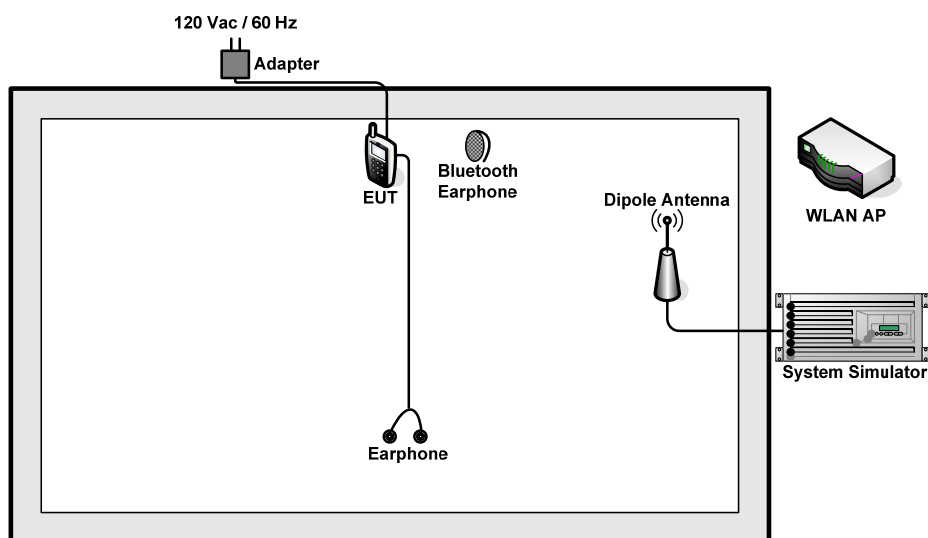 120 Vac / 60 Hz
Adapter
EUT
Bluetooth
Earphone
Dipole Antenna
WLAN AP
System Simulator
Earphone